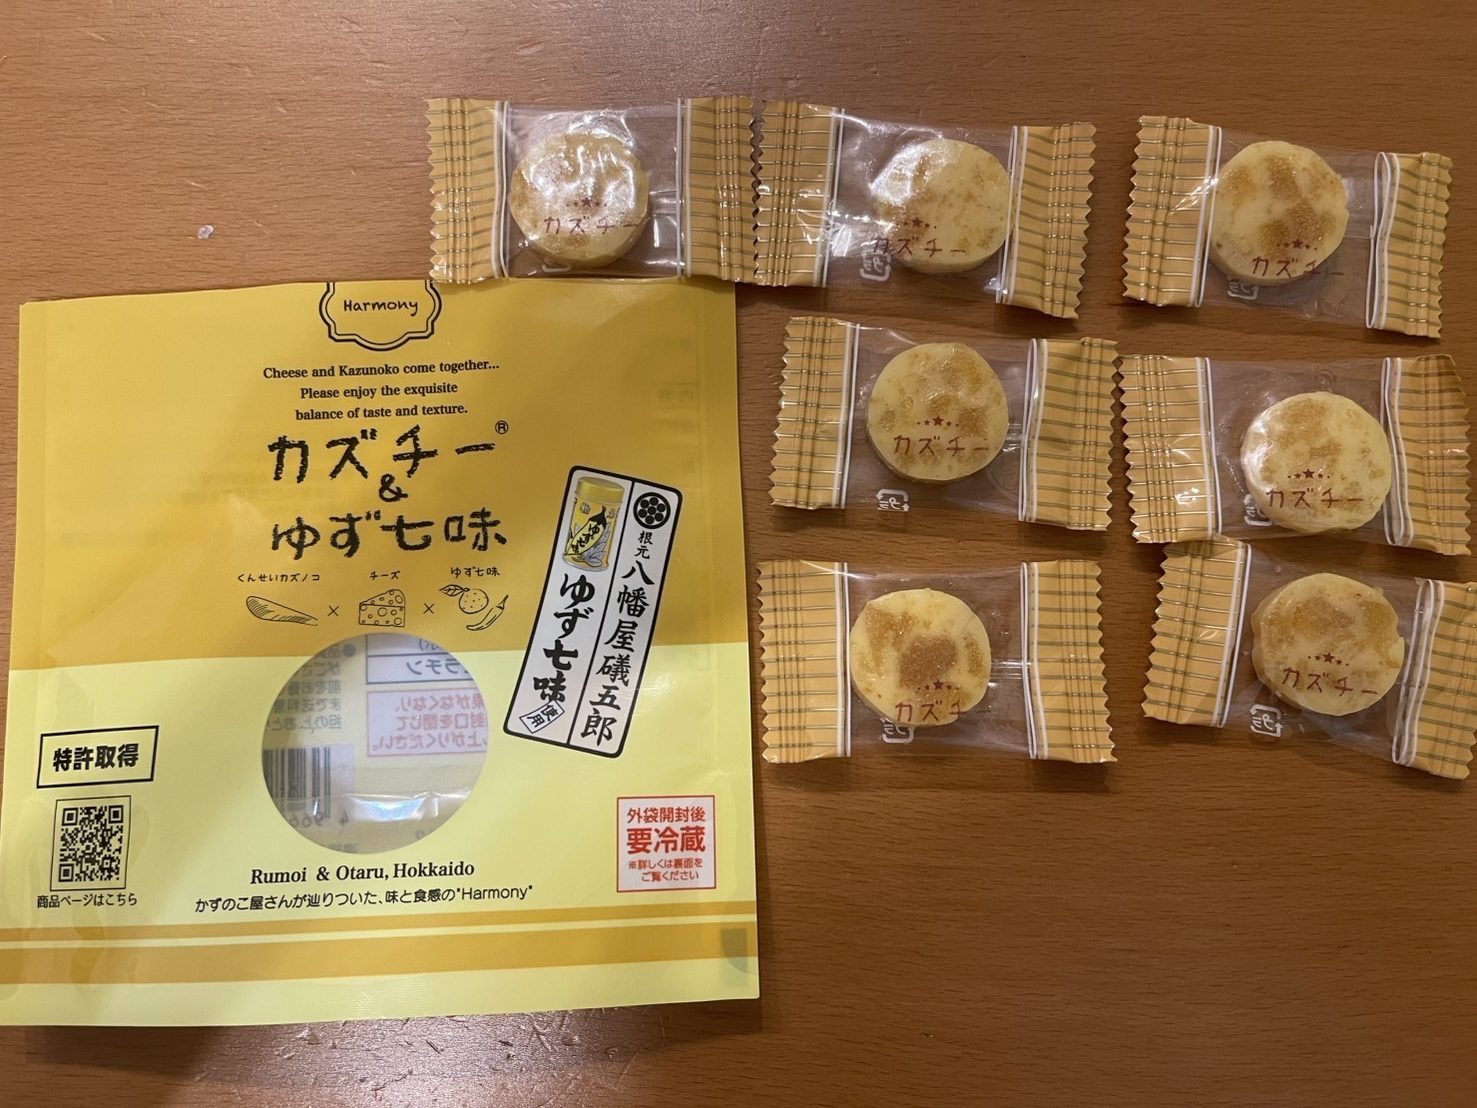 Harmony
Cheese and Kazunoko come together...
Please enjoy the exquisite
balance of taste and texture.
カズチー®
&
ゆず七味
くんせいカズノコ × チーズ × ゆず七味
根元 八幡屋礒五郎
ゆず七味
使用
特許取得
商品ページはこちら
外袋開封後
要冷蔵
※詳しくは裏面を
ご覧ください
Rumoi & Otaru, Hokkaido
かずのこ屋さんが辿りついた、味と食感の"Harmony"
カズチー
カズチー
カズチー
カズチー
カズチー
カズチー
カズチー